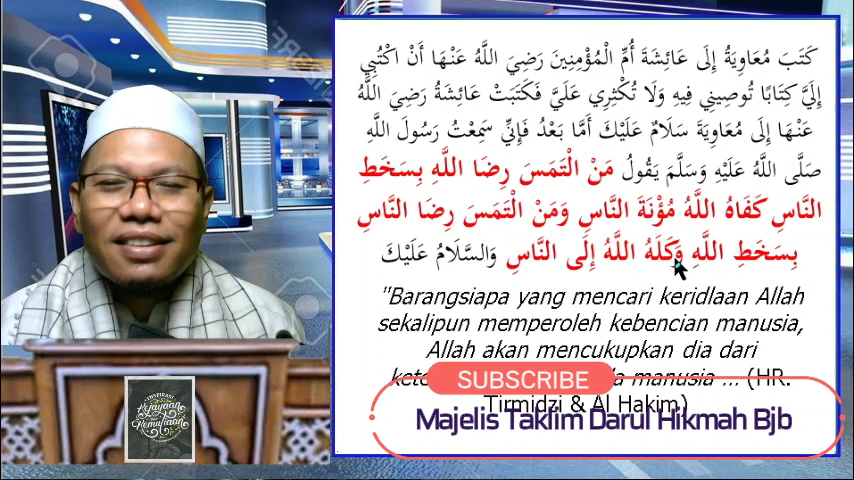 كَتَبَ مُعَاوِيَةُ إِلَى عَائِشَةَ أُمِّ الْمُؤْمِنِينَ رَضِيَ اللَّهُ عَنْهَا أَنْ اكْتُبِي
إِلَيَّ كِتَابًا تُوصِينِي فِيهِ وَلَا تُكْثِرِي عَلَيَّ فَكَتَبَتْ عَائِشَةُ رَضِيَ اللَّهُ
عَنْهَا إِلَى مُعَاوِيَةَ سَلَامٌ عَلَيْكَ أَمَّا بَعْدُ فَإِنِّي سَمِعْتُ رَسُولَ اللَّهِ
صَلَّى اللَّهُ عَلَيْهِ وَسَلَّمَ يَقُولُ مَنْ الْتَمَسَ رِضَا اللَّهِ بِسَخَطِ
النَّاسِ كَفَاهُ اللَّهُ مُؤْنَةَ النَّاسِ وَمَنْ الْتَمَسَ رِضَا النَّاسِ
بِسَخَطِ اللَّهِ وَكَلَهُ اللَّهُ إِلَى النَّاسِ وَالسَّلَامُ عَلَيْكَ
"Barangsiapa yang mencari keridlaan Allah
sekalipun memperoleh kebencian manusia,
Allah akan mencukupkan dia dari
manusia ... (HR.
Tirmidzi & Al Hakim)
SUBSCRIBE
Majelis Taklim Darul Hikmah Bjb
INSPIRASI
Kejayaan
Kemuliaan